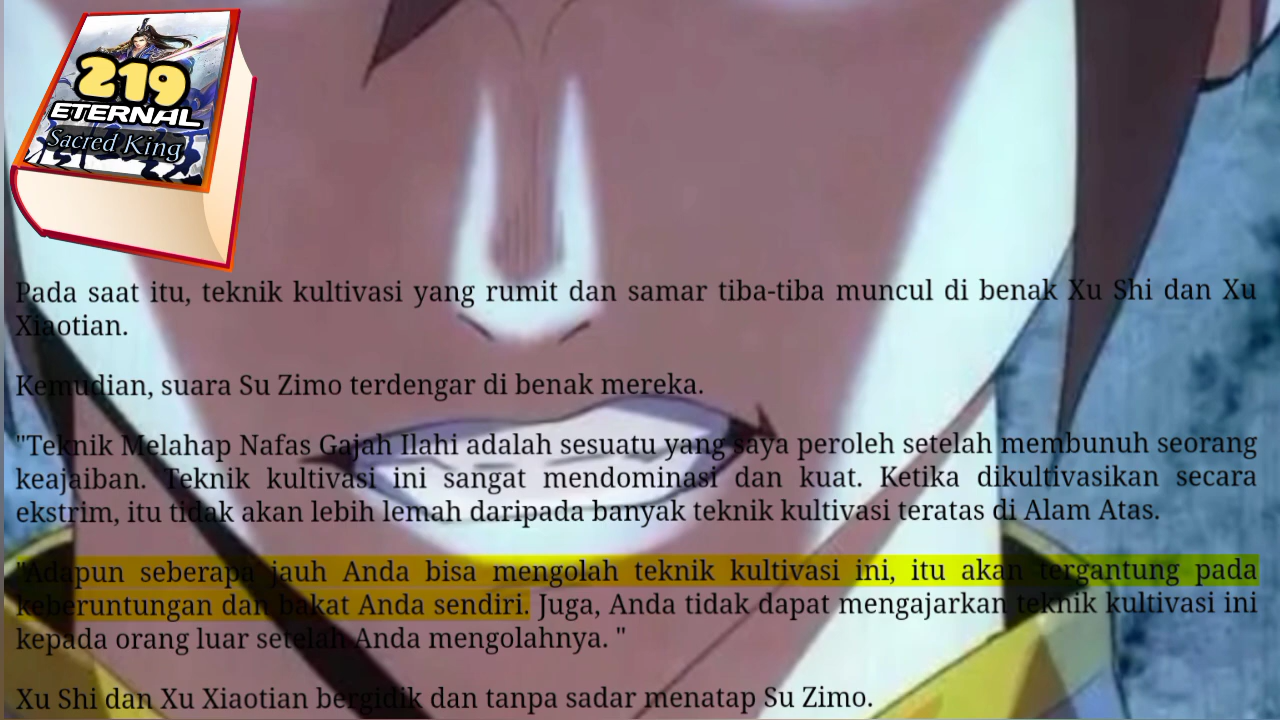 219
ETERNAL
Sacred King
Pada saat itu, teknik kultivasi yang rumit dan samar tiba-tiba muncul di benak Xu Shi dan Xu
Xiaotian.
Kemudian, suara Su Zimo terdengar di benak mereka.
"Teknik Melahap Nafas Gajah Ilahi adalah sesuatu yang saya peroleh setelah membunuh seorang
keajaiban. Teknik kultivasi ini sangat mendominasi dan kuat. Ketika dikultivasikan secara
ekstrim, itu tidak akan lebih lemah daripada banyak teknik kultivasi teratas di Alam Atas.
"Adapun seberapa jauh Anda bisa mengolah teknik kultivasi ini, itu akan tergantung pada
keberuntungan dan bakat Anda sendiri. Juga, Anda tidak dapat mengajarkan teknik kultivasi ini
kepada orang luar setelah Anda mengolahnya. "
Xu Shi dan Xu Xiaotian bergidik dan tanpa sadar menatap Su Zimo.